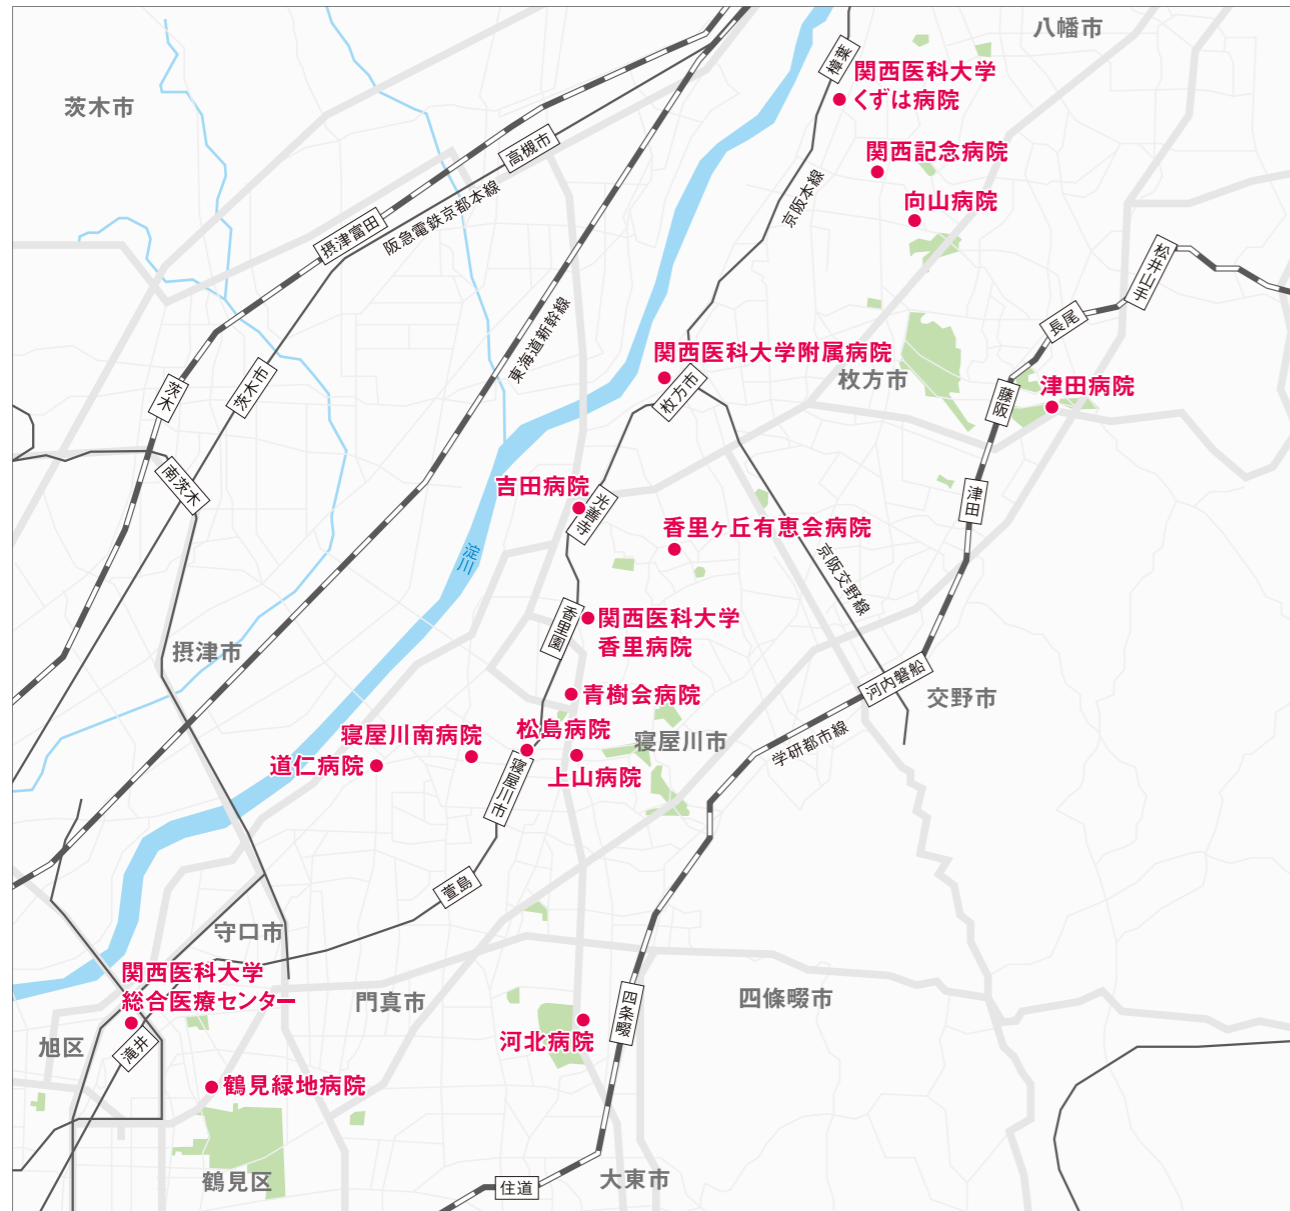 八幡市
樟葉
関西医科大学
くずは病院
茨木市
高槻市
関西記念病院
京阪本線
向山病院
阪急電鉄京都本線
摂津富田
松井山手
長尾
東海道新幹線
関西医科大学附属病院
枚方市
枚方市
津田病院
藤阪
茨木
茨木市
南茨木
吉田病院
光善寺
津田
香里ヶ丘有恵会病院
淀川
京阪交野線
香里園
関西医科大学
香里病院
摂津市
河内磐船
交野市
青樹会病院
松島病院
寝屋川南病院
寝屋川市
学研都市線
道仁病院
上山病院
寝屋川市
萱島
守口市
関西医科大学
総合医療センター
門真市
四條畷市
四条畷
河北病院
旭区
滝井
鶴見緑地病院
鶴見区
大東市
住道